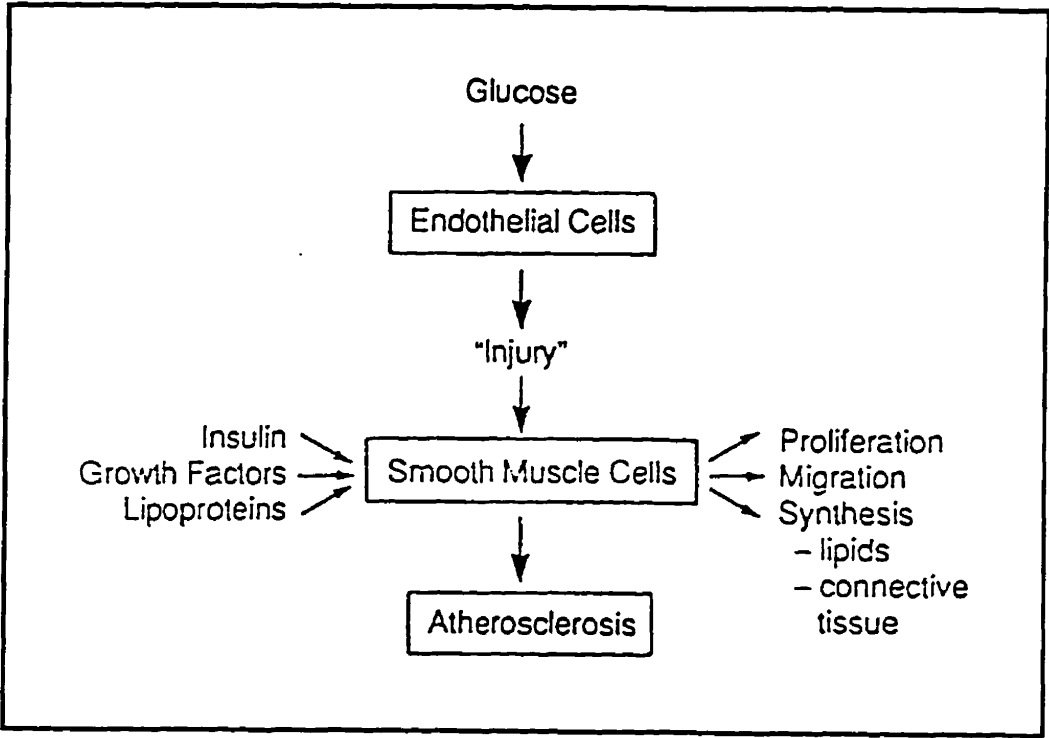 Glucose
Endothelial Cells
"Injury"
Insulin
Growth Factors
Lipoproteins
Smooth Muscle Cells
Proliferation
Migration
Synthesis
– lipids
– connective
tissue
Atherosclerosis